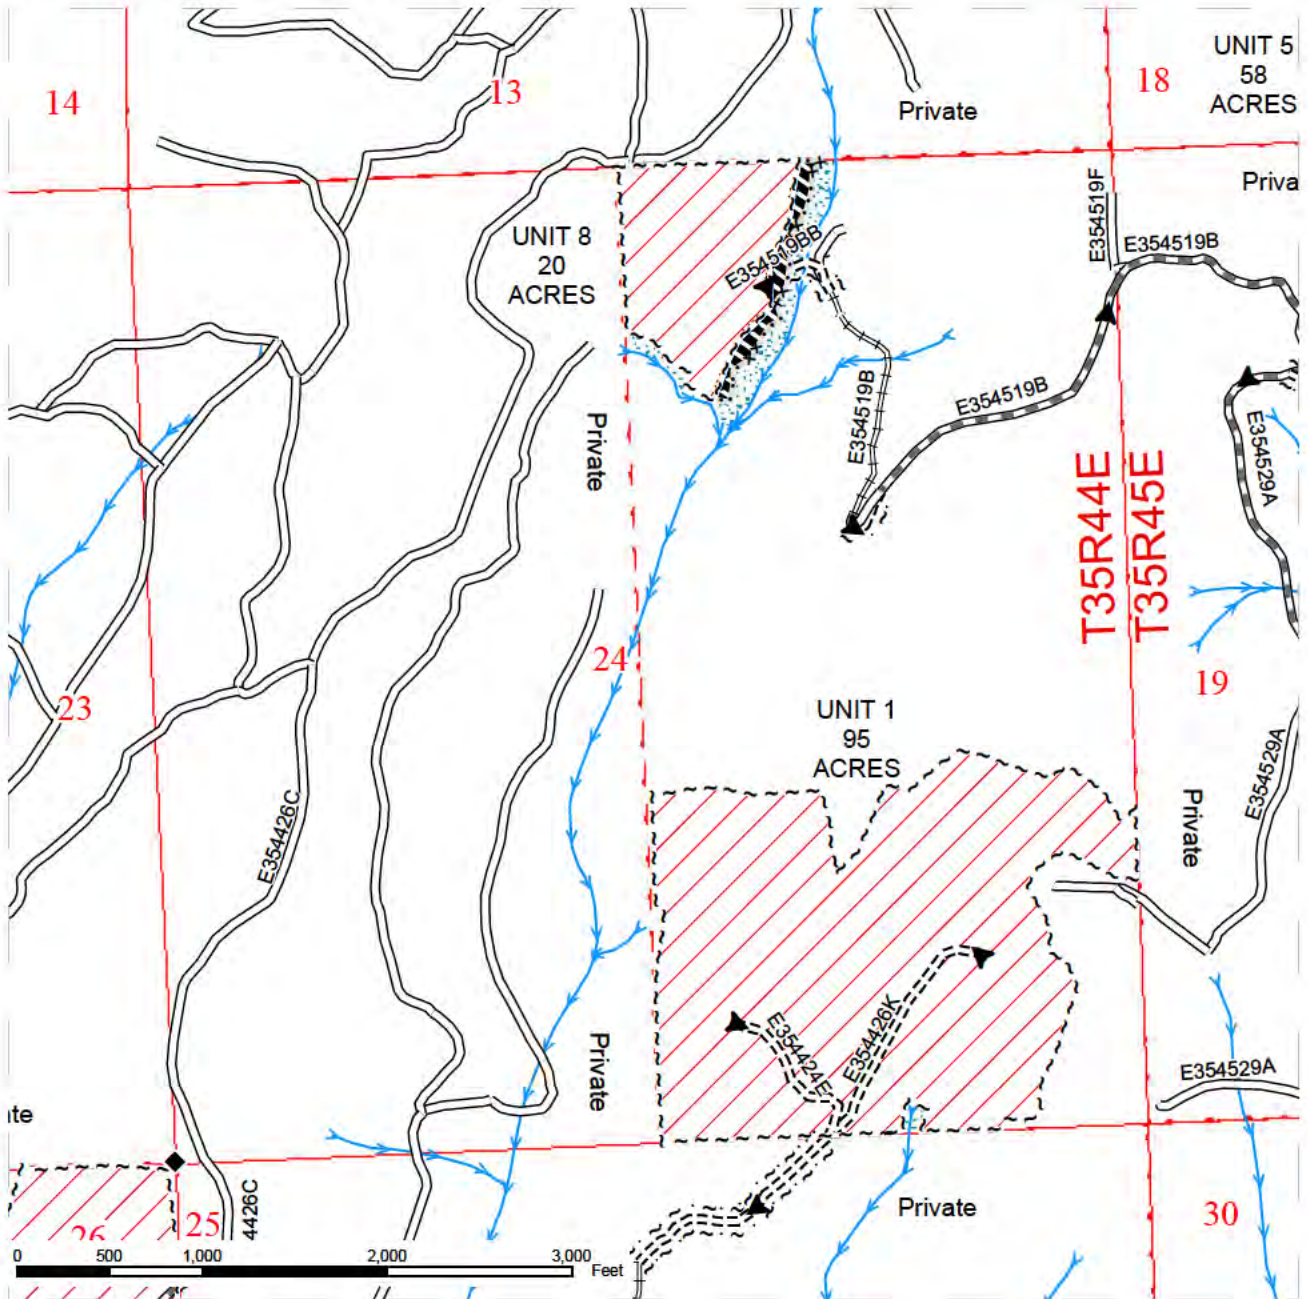 14
13
18
UNIT 5
58
ACRES
Private
Priva
E354519F
E354519B
UNIT 8
20
ACRES
E354519BB
E354519B
E354519B
E354529A
Private
T35R44E
T35R45E
24
19
23
UNIT 1
95
ACRES
E354529A
Private
E354426C
E354424E
E354426K
Private
E354529A
te
Private
30
4426C
25
26
0
500
1,000
2,000
3,000
Feet